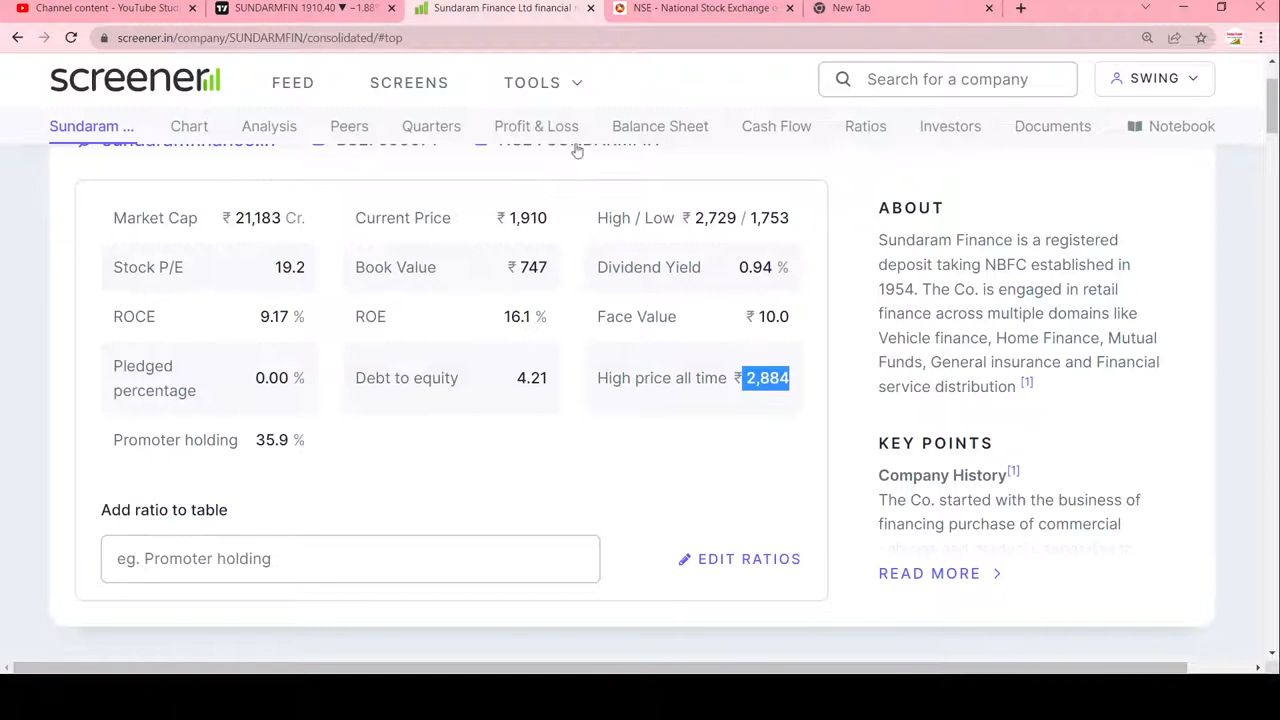 Channel content - YouTube Stud
SUNDARMFIN 1910.40 ▼ −1.88%
Sundaram Finance Ltd financial r
NSE - National Stock Exchange o
New Tab
screener.in/company/SUNDARMFIN/consolidated/#top
screener
FEED
SCREENS
TOOLS
Search for a company
SWING
Sundaram ...
Chart
Analysis
Peers
Quarters
Profit & Loss
Balance Sheet
Cash Flow
Ratios
Investors
Documents
Notebook
Market Cap ₹ 21,183 Cr.
Current Price ₹ 1,910
High / Low ₹ 2,729 / 1,753
Stock P/E 19.2
Book Value ₹ 747
Dividend Yield 0.94 %
ROCE 9.17 %
ROE 16.1 %
Face Value ₹ 10.0
Pledged
percentage 0.00 %
Debt to equity 4.21
High price all time ₹ 2,884
Promoter holding 35.9 %
Add ratio to table
eg. Promoter holding
EDIT RATIOS
ABOUT
Sundaram Finance is a registered
deposit taking NBFC established in
1954. The Co. is engaged in retail
finance across multiple domains like
Vehicle finance, Home Finance, Mutual
Funds, General insurance and Financial
service distribution [1]
KEY POINTS
Company History[1]
The Co. started with the business of
financing purchase of commercial
READ MORE